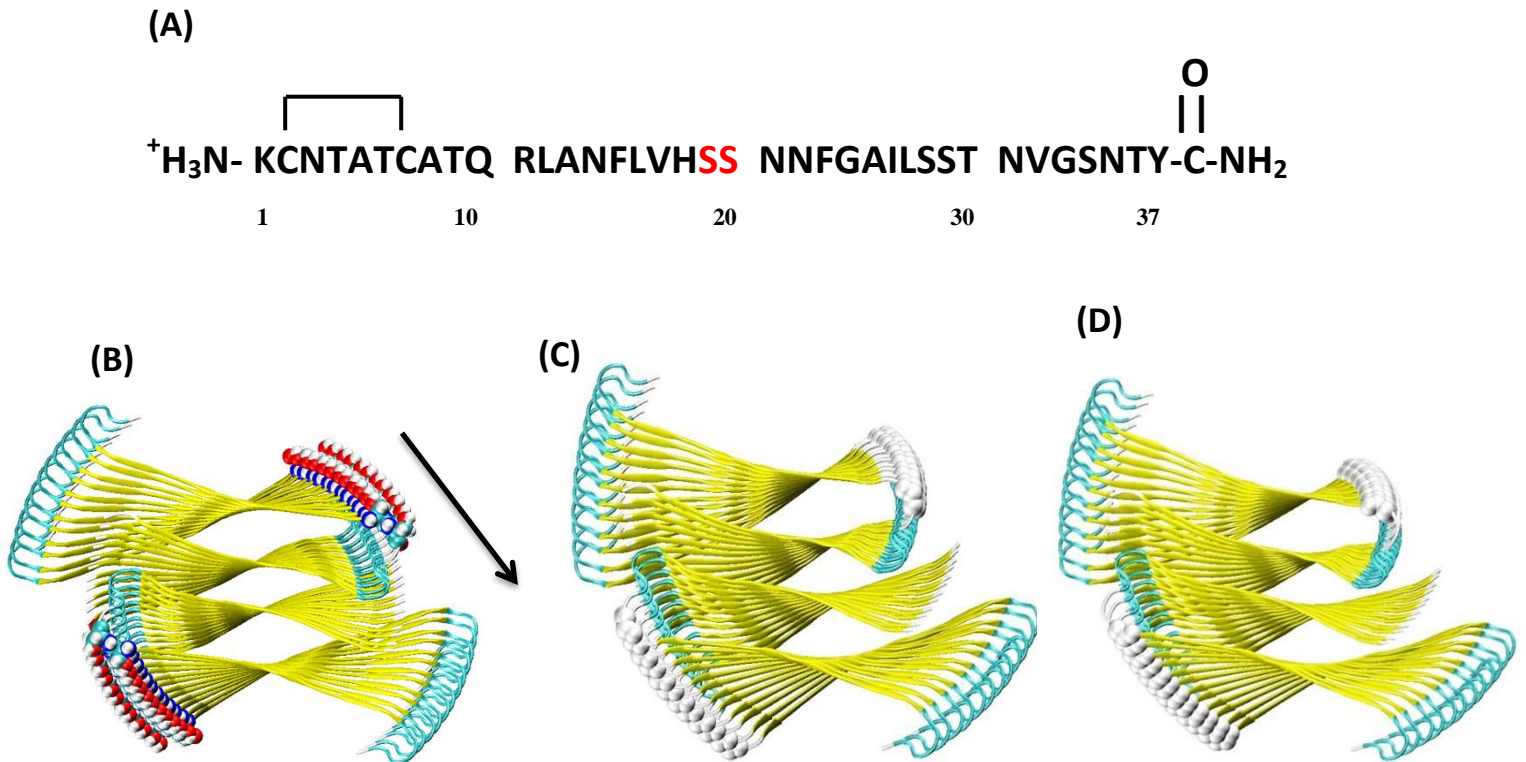 (A)
O
||
⁺H₃N- KCNTATCATQ RLANFLVHSS NNFGAILSST NVGSNTY-C-NH₂
1 10 20 30 37
(B) (C) (D)